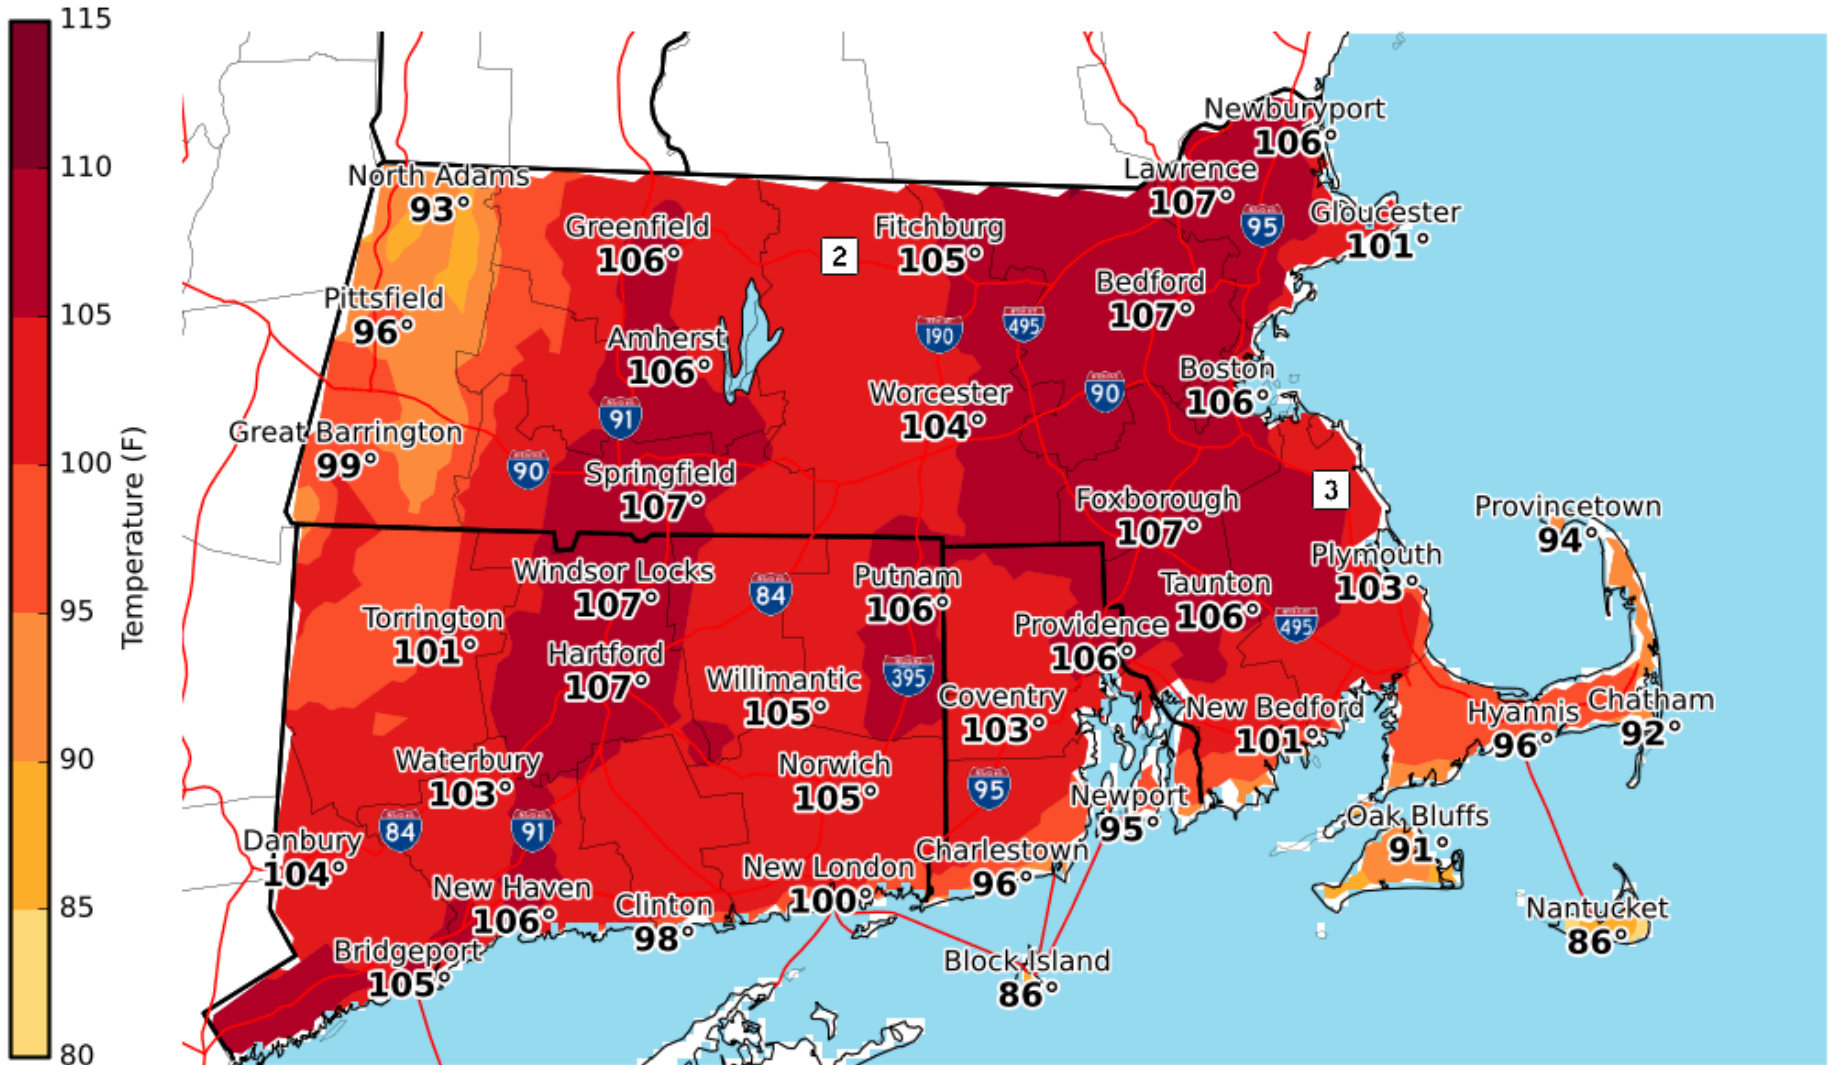 115
110
105
100
95
90
85
80
Temperature (F)
Newburyport
106°
Lawrence
107°
North Adams
93°
95
Gloucester
101°
Greenfield
106°
2
Fitchburg
105°
Bedford
107°
Pittsfield
96°
190
495
Amherst
106°
Boston
106°
90
Worcester
104°
91
Great Barrington
99°
90
Springfield
107°
3
Foxborough
107°
Provincetown
94°
Plymouth
103°
Windsor Locks
107°
84
Putnam
106°
Taunton
106°
495
Torrington
101°
Providence
106°
Hartford
107°
395
Willimantic
105°
Coventry
103°
New Bedford
101°
Hyannis
96°
Chatham
92°
Waterbury
103°
Norwich
105°
95
Newport
95°
Oak Bluffs
91°
84
91
Danbury
104°
Charlestown
96°
New London
100°
New Haven
106°
Clinton
98°
Nantucket
86°
Bridgeport
105°
Block Island
86°